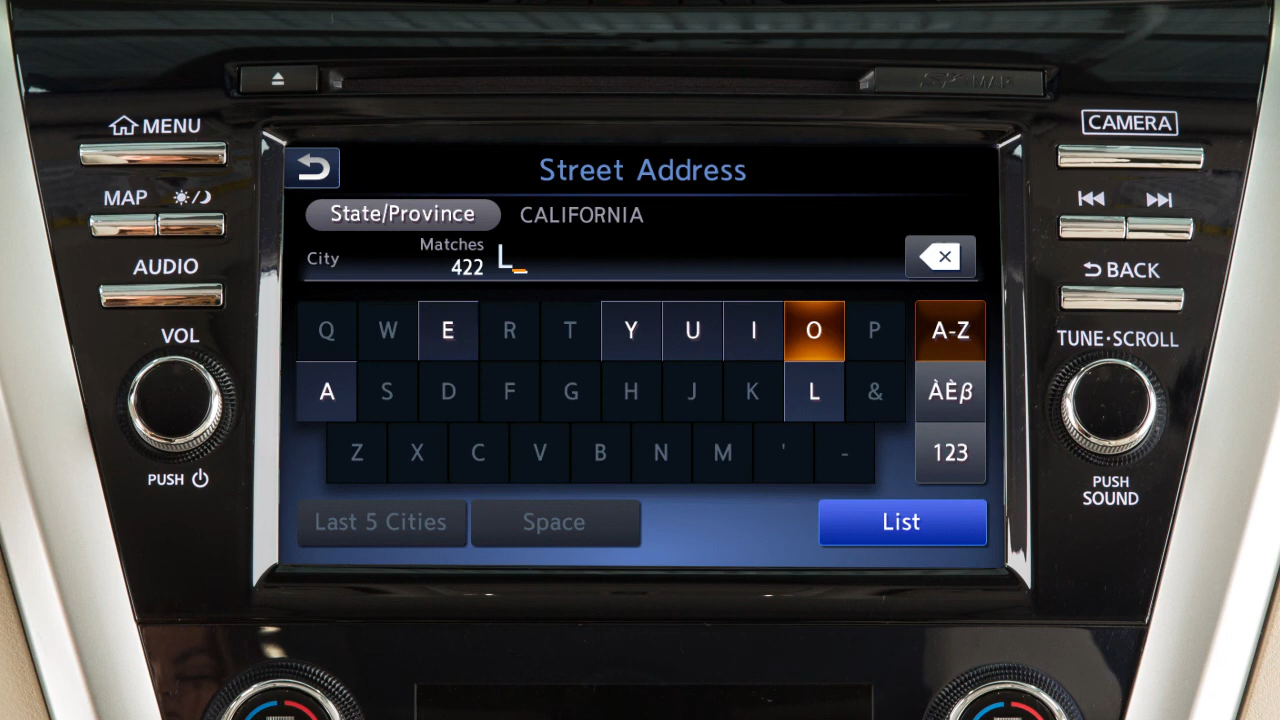 MAP
MENU
CAMERA
MAP
AUDIO
BACK
VOL
TUNE·SCROLL
PUSH
PUSH
SOUND
Street Address
State/Province CALIFORNIA
City Matches
422 L
Q W E R T Y U I O P A-Z
A S D F G H J K L & ÀÈβ
Z X C V B N M ' - 123
Last 5 Cities Space List